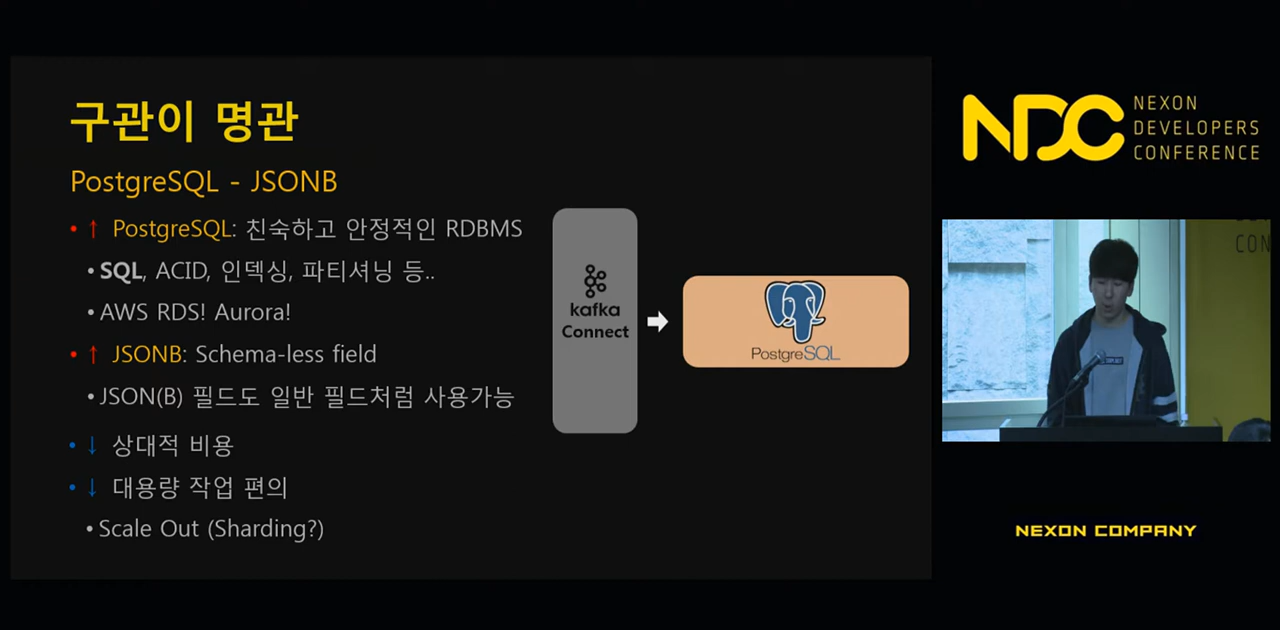 구관이 명관
PostgreSQL - JSONB
• ↑ PostgreSQL: 친숙하고 안정적인 RDBMS
• SQL, ACID, 인덱싱, 파티셔닝 등..
• AWS RDS! Aurora!
• ↑ JSONB: Schema-less field
• JSON(B) 필드도 일반 필드처럼 사용가능
• ↓ 상대적 비용
• ↓ 대용량 작업 편의
• Scale Out (Sharding?)
kafka
Connect
PostgreSQL
NDC
NEXON
DEVELOPERS
CONFERENCE
CON
NEXON COMPANY